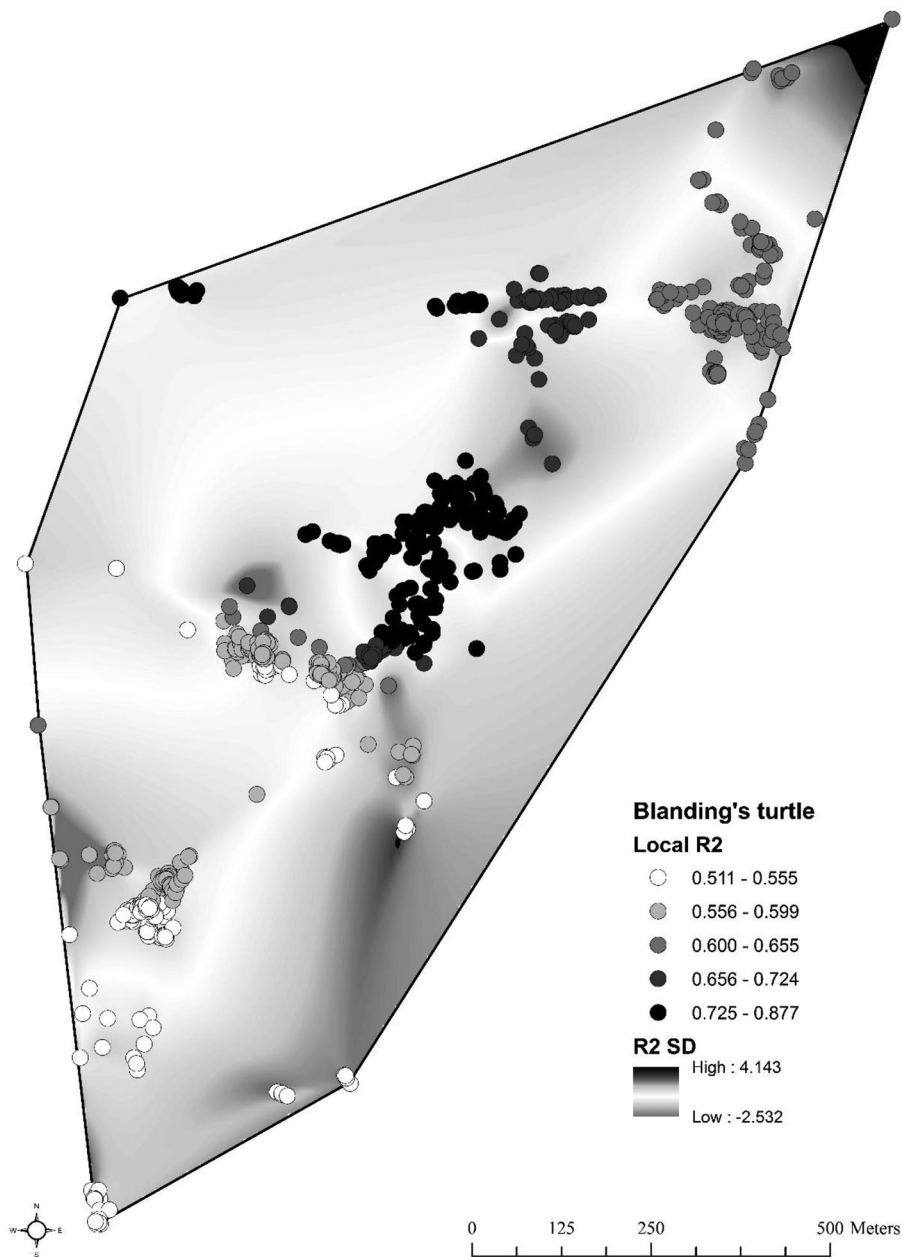 Blanding's turtle
Local R2
0.511 - 0.555
0.556 - 0.599
0.600 - 0.655
0.656 - 0.724
0.725 - 0.877
R2 SD
High : 4.143
Low : -2.532
N
W E
S
0 125 250 500 Meters